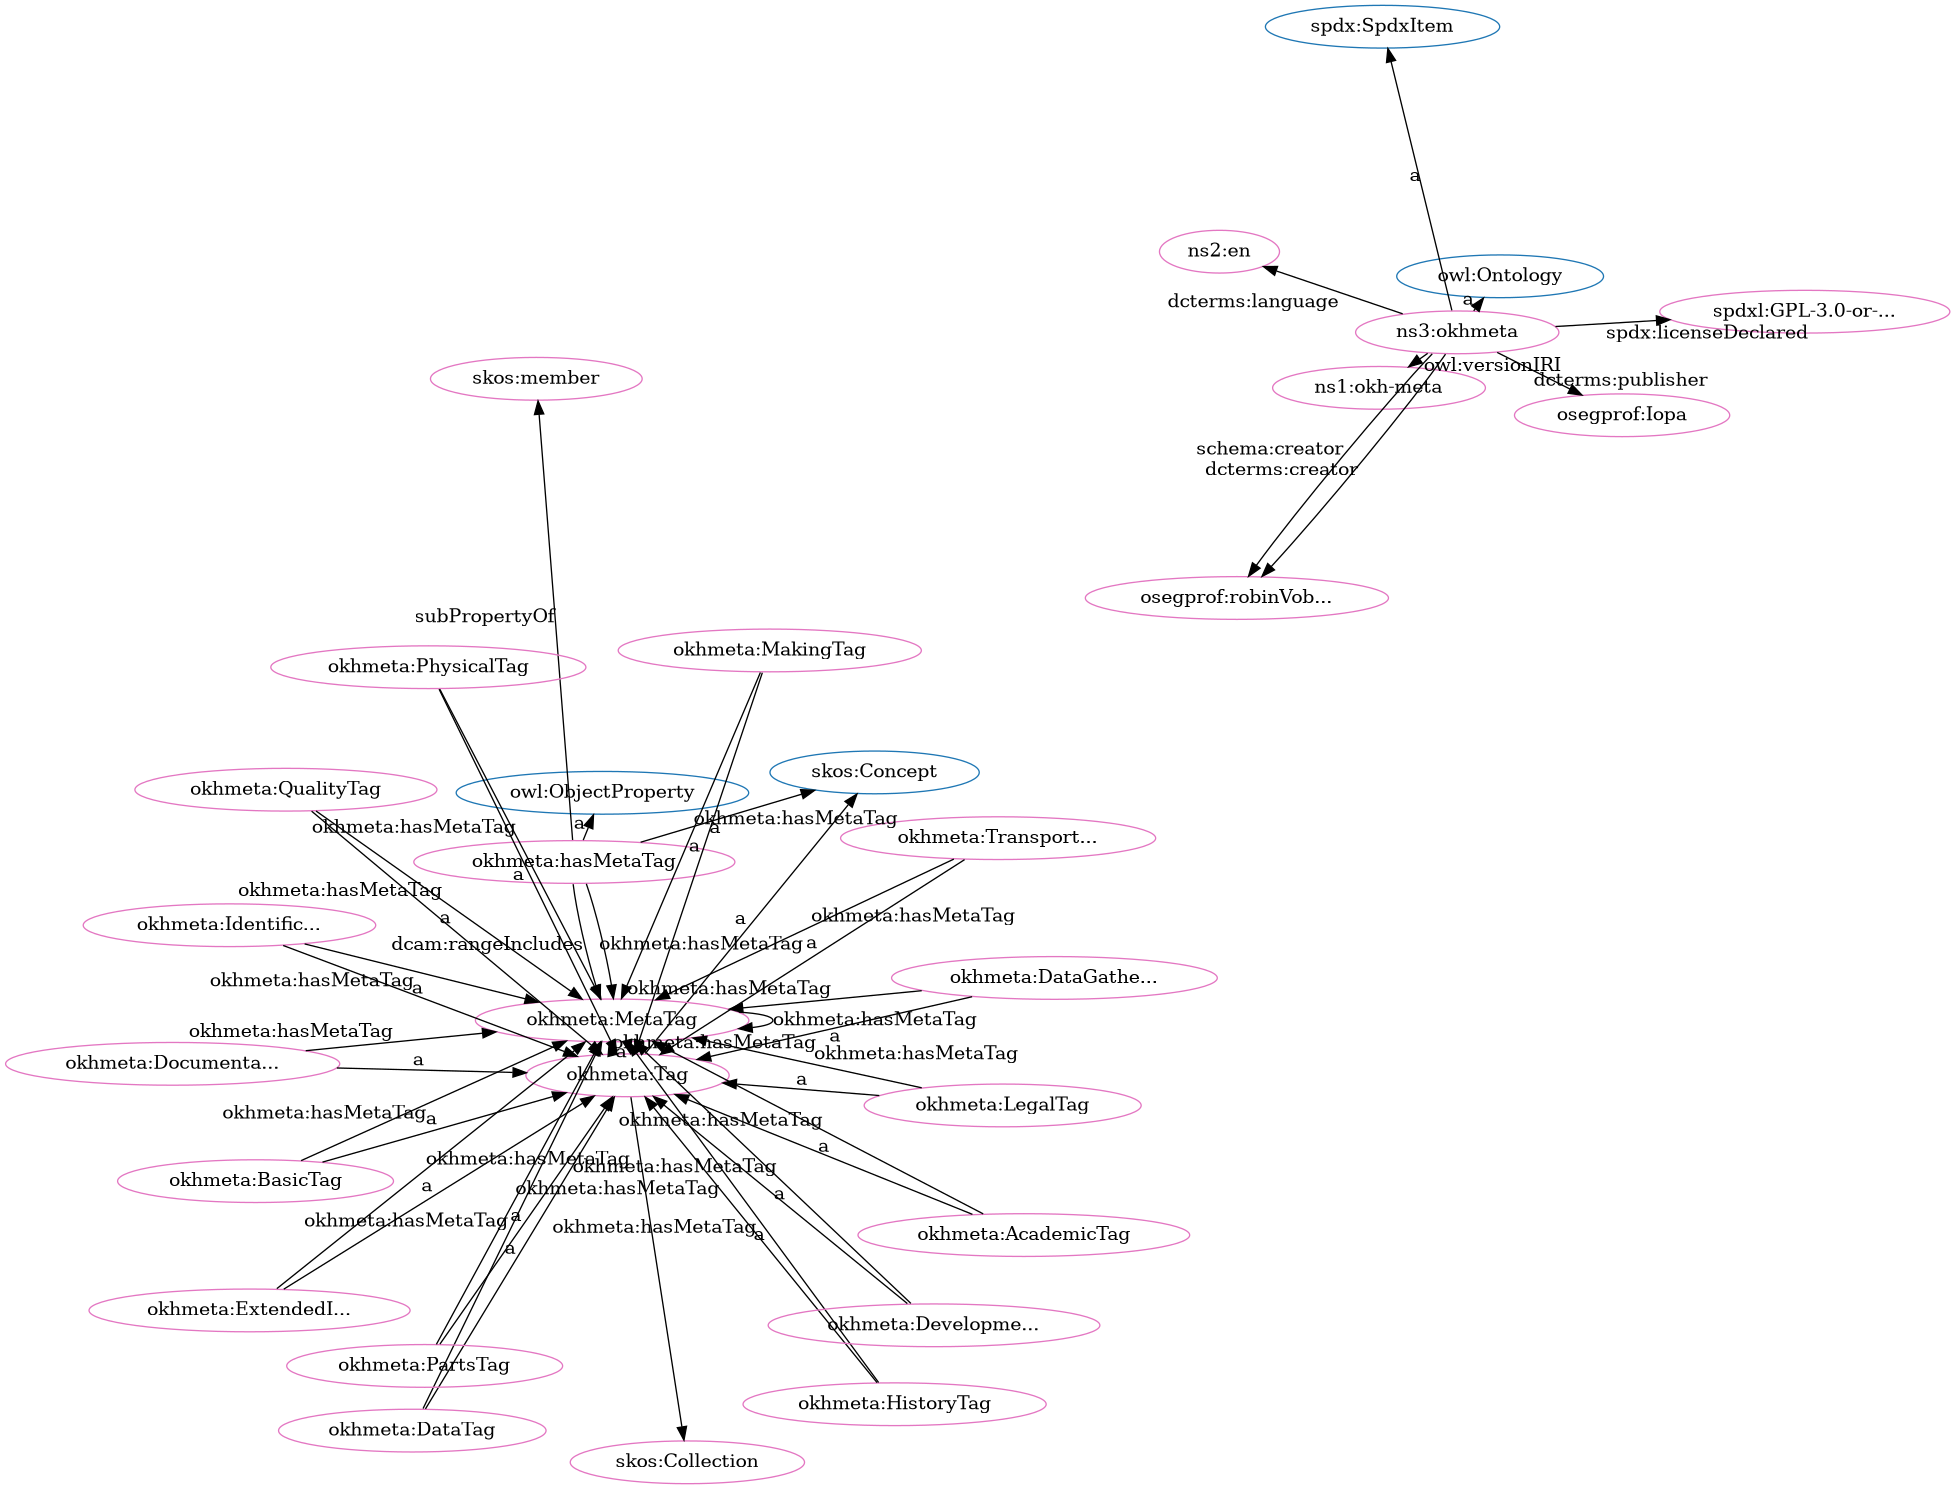 spdx:SpdxItem
a
ns2:en
owl:Ontology
dcterms:language
a
spdxl:GPL-3.0-or-...
ns3:okhmeta
spdx:licenseDeclared
owl:versionIRI
skos:member
dcterms:publisher
ns1:okh-meta
osegprof:Iopa
schema:creator
dcterms:creator
osegprof:robinVob...
subPropertyOf
okhmeta:MakingTag
okhmeta:PhysicalTag
skos:Concept
okhmeta:QualityTag
owl:ObjectProperty
okhmeta:hasMetaTag
a
okhmeta:hasMetaTag
a
okhmeta:Transport...
a
okhmeta:hasMetaTag
a
okhmeta:hasMetaTag
okhmeta:hasMetaTag
a
a
okhmeta:Identific...
dcam:rangeIncludes
okhmeta:hasMetaTag
a
okhmeta:hasMetaTag
a
okhmeta:hasMetaTag
okhmeta:DataGathe...
okhmeta:MetaTag
okhmeta:hasMetaTag
okhmeta:hasMetaTag
okhmeta:hasMetaTag
a
a
okhmeta:hasMetaTag
okhmeta:Documenta...
a
okhmeta:Tag
a
okhmeta:LegalTag
okhmeta:hasMetaTag
a
okhmeta:hasMetaTag
a
okhmeta:hasMetaTag
okhmeta:hasMetaTag
okhmeta:BasicTag
a
okhmeta:hasMetaTag
a
okhmeta:hasMetaTag
a
okhmeta:hasMetaTag
a
a
okhmeta:AcademicTag
okhmeta:ExtendedI...
okhmeta:Developme...
okhmeta:PartsTag
okhmeta:HistoryTag
okhmeta:DataTag
skos:Collection